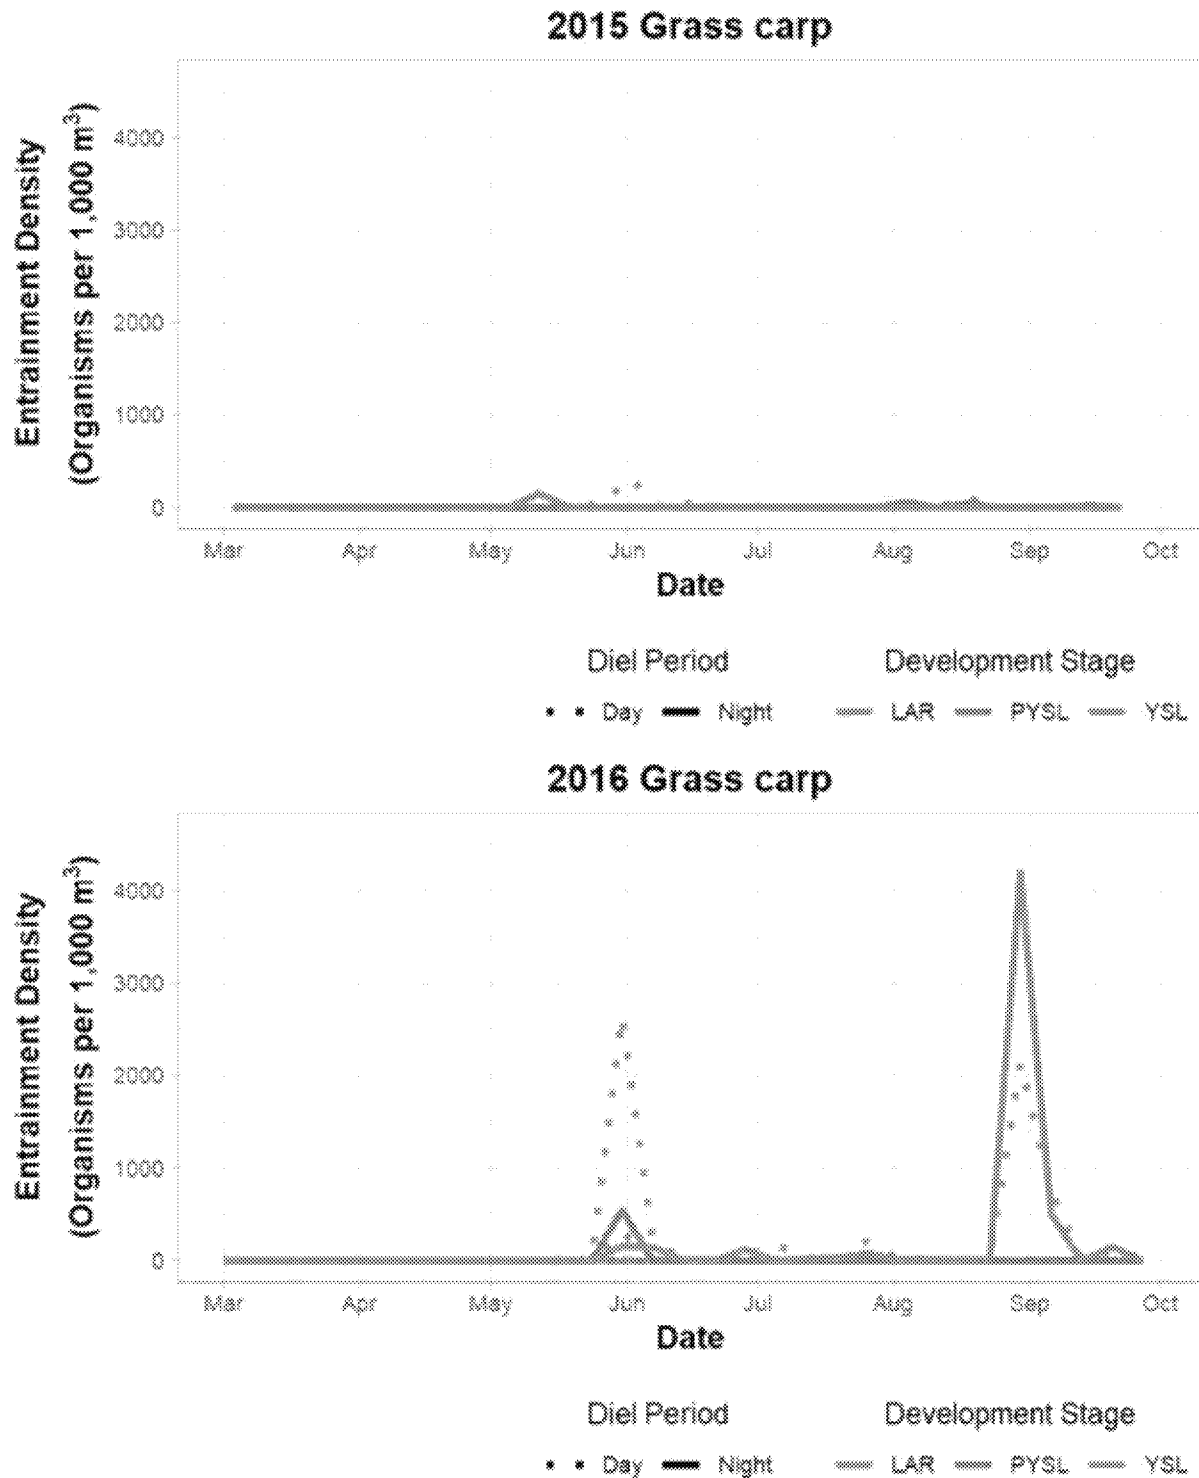 2015 Grass carp
Entrainment Density
(Organisms per 1,000 m³)
4000
3000
2000
1000
0
Mar Apr May Jun Jul Aug Sep Oct
Date
Diel Period Development Stage
Day Night LAR PYSL YSL
2016 Grass carp
Entrainment Density
(Organisms per 1,000 m³)
4000
3000
2000
1000
0
Mar Apr May Jun Jul Aug Sep Oct
Date
Diel Period Development Stage
Day Night LAR PYSL YSL